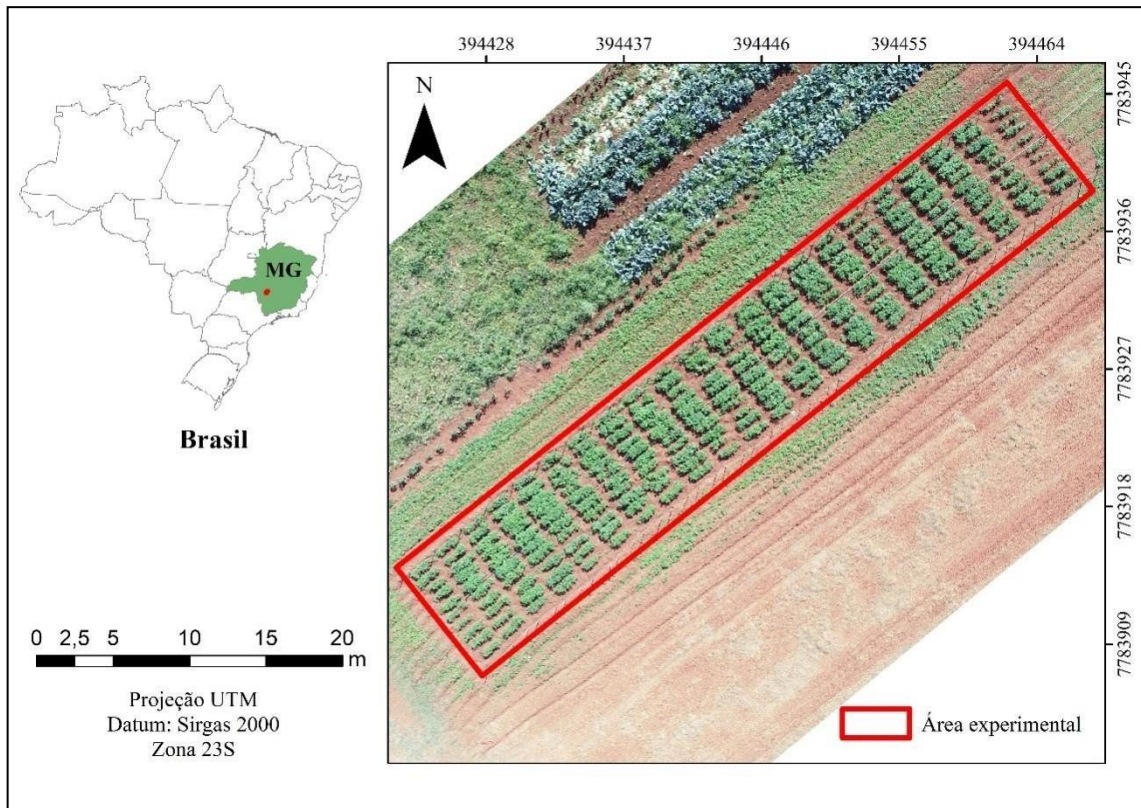 394428 394437 394446 394455 394464
N
7783945
7783936
7783927
7783918
7783909
MG
Brasil
0 2,5 5 10 15 20 m
Projeção UTM
Datum: Sirgas 2000
Zona 23S
Área experimental